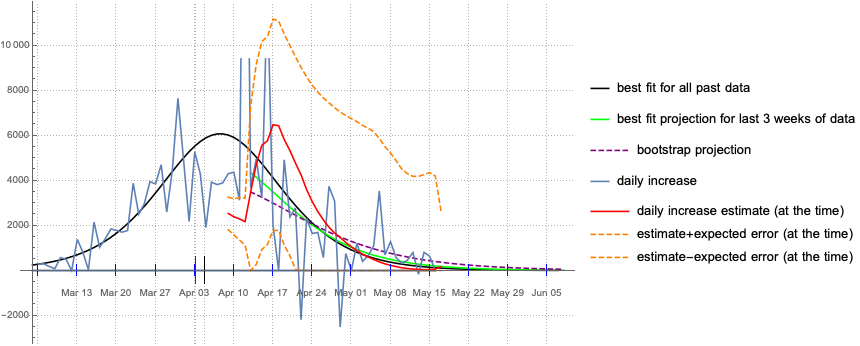 10 000
8000
6000
4000
2000
−2000
Mar 13 Mar 20 Mar 27 Apr 03 Apr 10 Apr 17 Apr 24 May 01 May 08 May 15 May 22 May 29 Jun 05
best fit for all past data
best fit projection for last 3 weeks of data
bootstrap projection
daily increase
daily increase estimate (at the time)
estimate+expected error (at the time)
estimate−expected error (at the time)